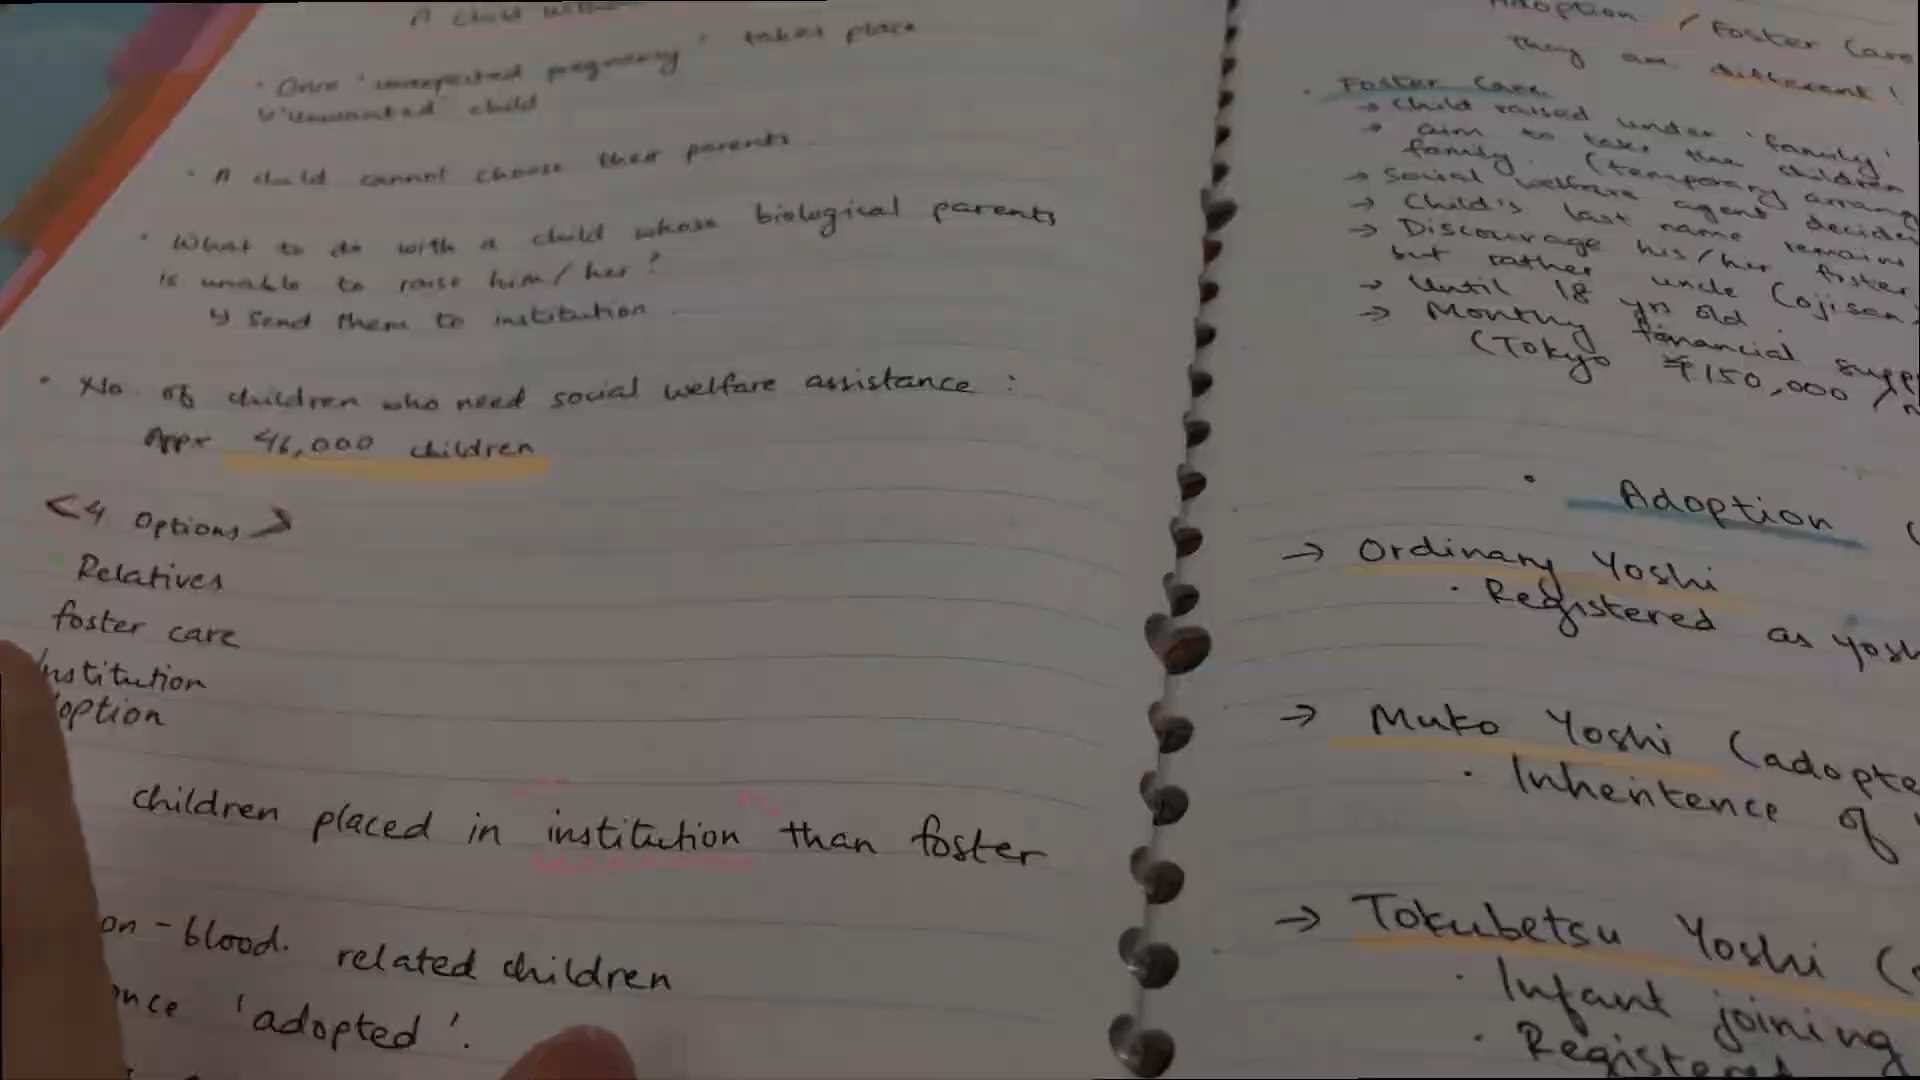 A child
• Once 'unexpected pregnancy' takes place
↳ 'unwanted' child
• A child cannot choose their parents.
• What to do with a child whose biological parents
is unable to raise him/her?
↳ Send them to institution
• No. of children who need social welfare assistance :
Appx 46,000 children
<4 Options>
Relatives
foster care
Institution
option
children placed in institution than foster
on-blood. related children
once 'adopted'.
Adoption / Foster Care
They are different!
• Foster Care
→ Child raised under 'family'
→ aim to take the children
family. (temporary arrang
→ Social welfare agent decides
→ Child's last name remains
→ Discourage his/her foster
but rather uncle (ojisan)
→ Until 18 yrs old
→ Monthly financial supp
(Tokyo ¥150,000 /m
• Adoption (
→ Ordinary Yoshi
• Registered as yosh
→ Muko Yoshi (adopte
• Inheritence of
→ Tokubetsu Yoshi (
• Infant joining
• Registered